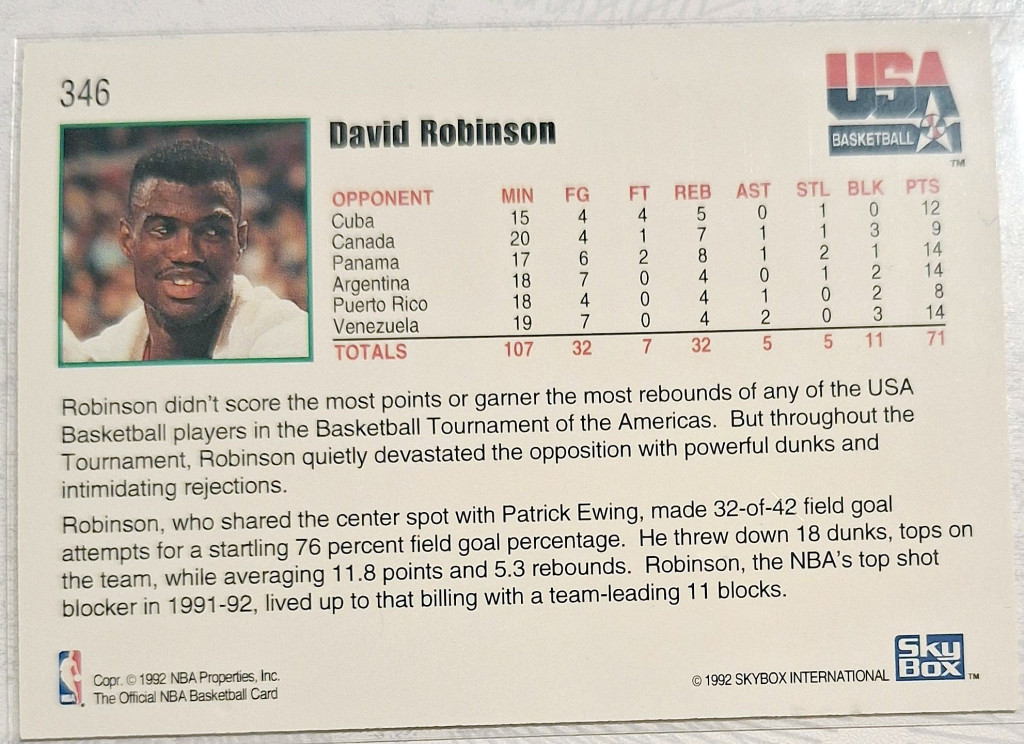 346
USA
BASKETBALL
TM
David Robinson
OPPONENT MIN FG FT REB AST STL BLK PTS
Cuba 15 4 4 5 0 1 0 12
Canada 20 4 1 7 1 1 3 9
Panama 17 6 2 8 1 2 1 14
Argentina 18 7 0 4 0 1 2 14
Puerto Rico 18 4 0 4 1 0 2 8
Venezuela 19 7 0 4 2 0 3 14
TOTALS 107 32 7 32 5 5 11 71
Robinson didn't score the most points or garner the most rebounds of any of the USA
Basketball players in the Basketball Tournament of the Americas. But throughout the
Tournament, Robinson quietly devastated the opposition with powerful dunks and
intimidating rejections.
Robinson, who shared the center spot with Patrick Ewing, made 32-of-42 field goal
attempts for a startling 76 percent field goal percentage. He threw down 18 dunks, tops on
the team, while averaging 11.8 points and 5.3 rebounds. Robinson, the NBA's top shot
blocker in 1991-92, lived up to that billing with a team-leading 11 blocks.
Copr. © 1992 NBA Properties, Inc.
The Official NBA Basketball Card
© 1992 SKYBOX INTERNATIONAL
Sky
Box
TM